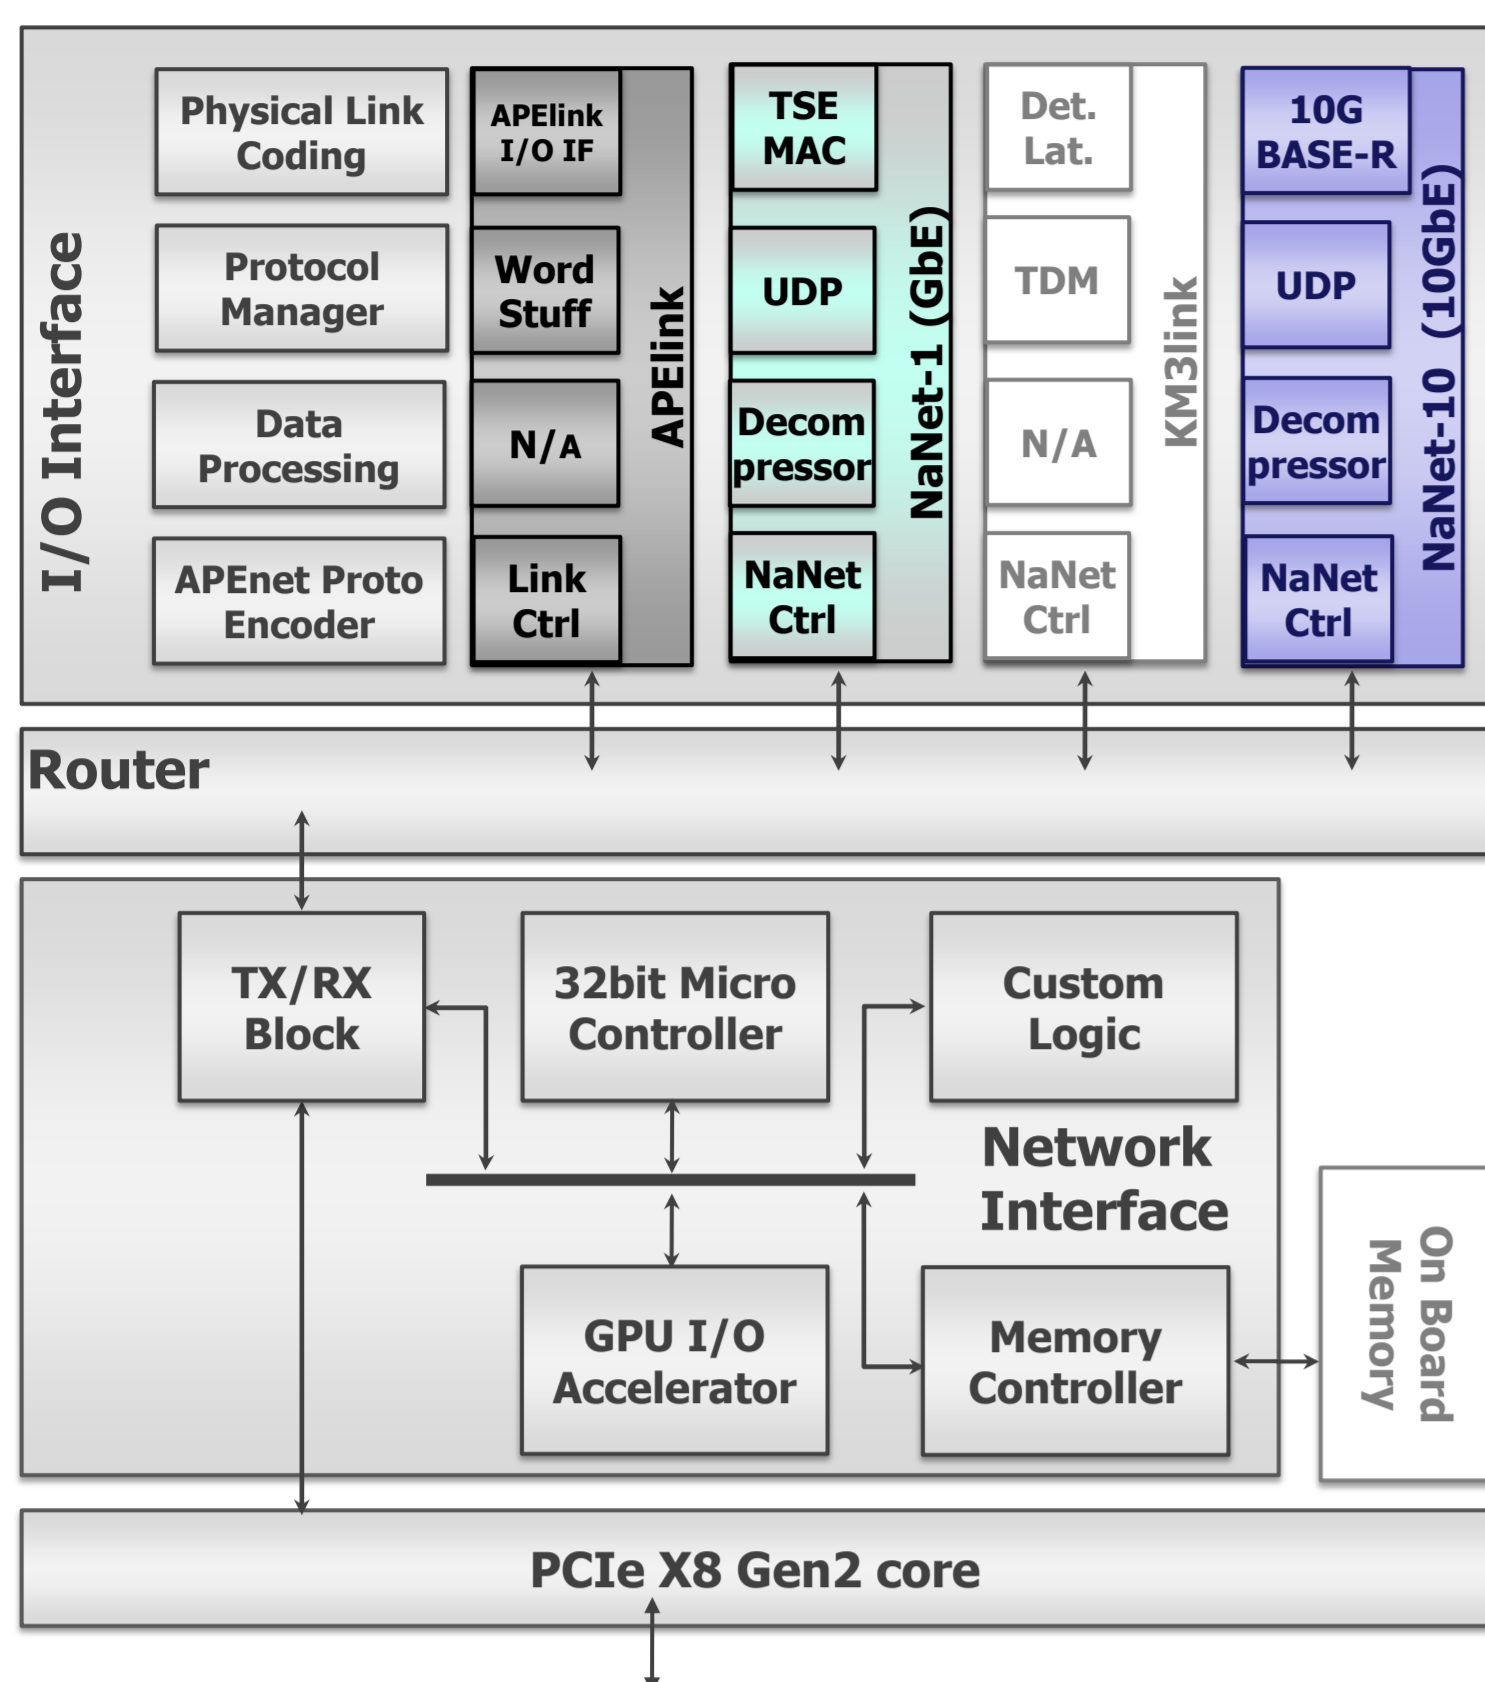 I/O Interface
Physical Link
Coding
Protocol
Manager
Data
Processing
APEnet Proto
Encoder
APElink
I/O IF
Word
Stuff
N/A
Link
Ctrl
APElink
TSE
MAC
UDP
Decom
pressor
NaNet
Ctrl
NaNet-1 (GbE)
Det.
Lat.
TDM
N/A
NaNet
Ctrl
KM3link
10G
BASE-R
UDP
Decom
pressor
NaNet
Ctrl
NaNet-10 (10GbE)
Router
TX/RX
Block
32bit Micro
Controller
Custom
Logic
Network
Interface
GPU I/O
Accelerator
Memory
Controller
On Board
Memory
PCIe X8 Gen2 core